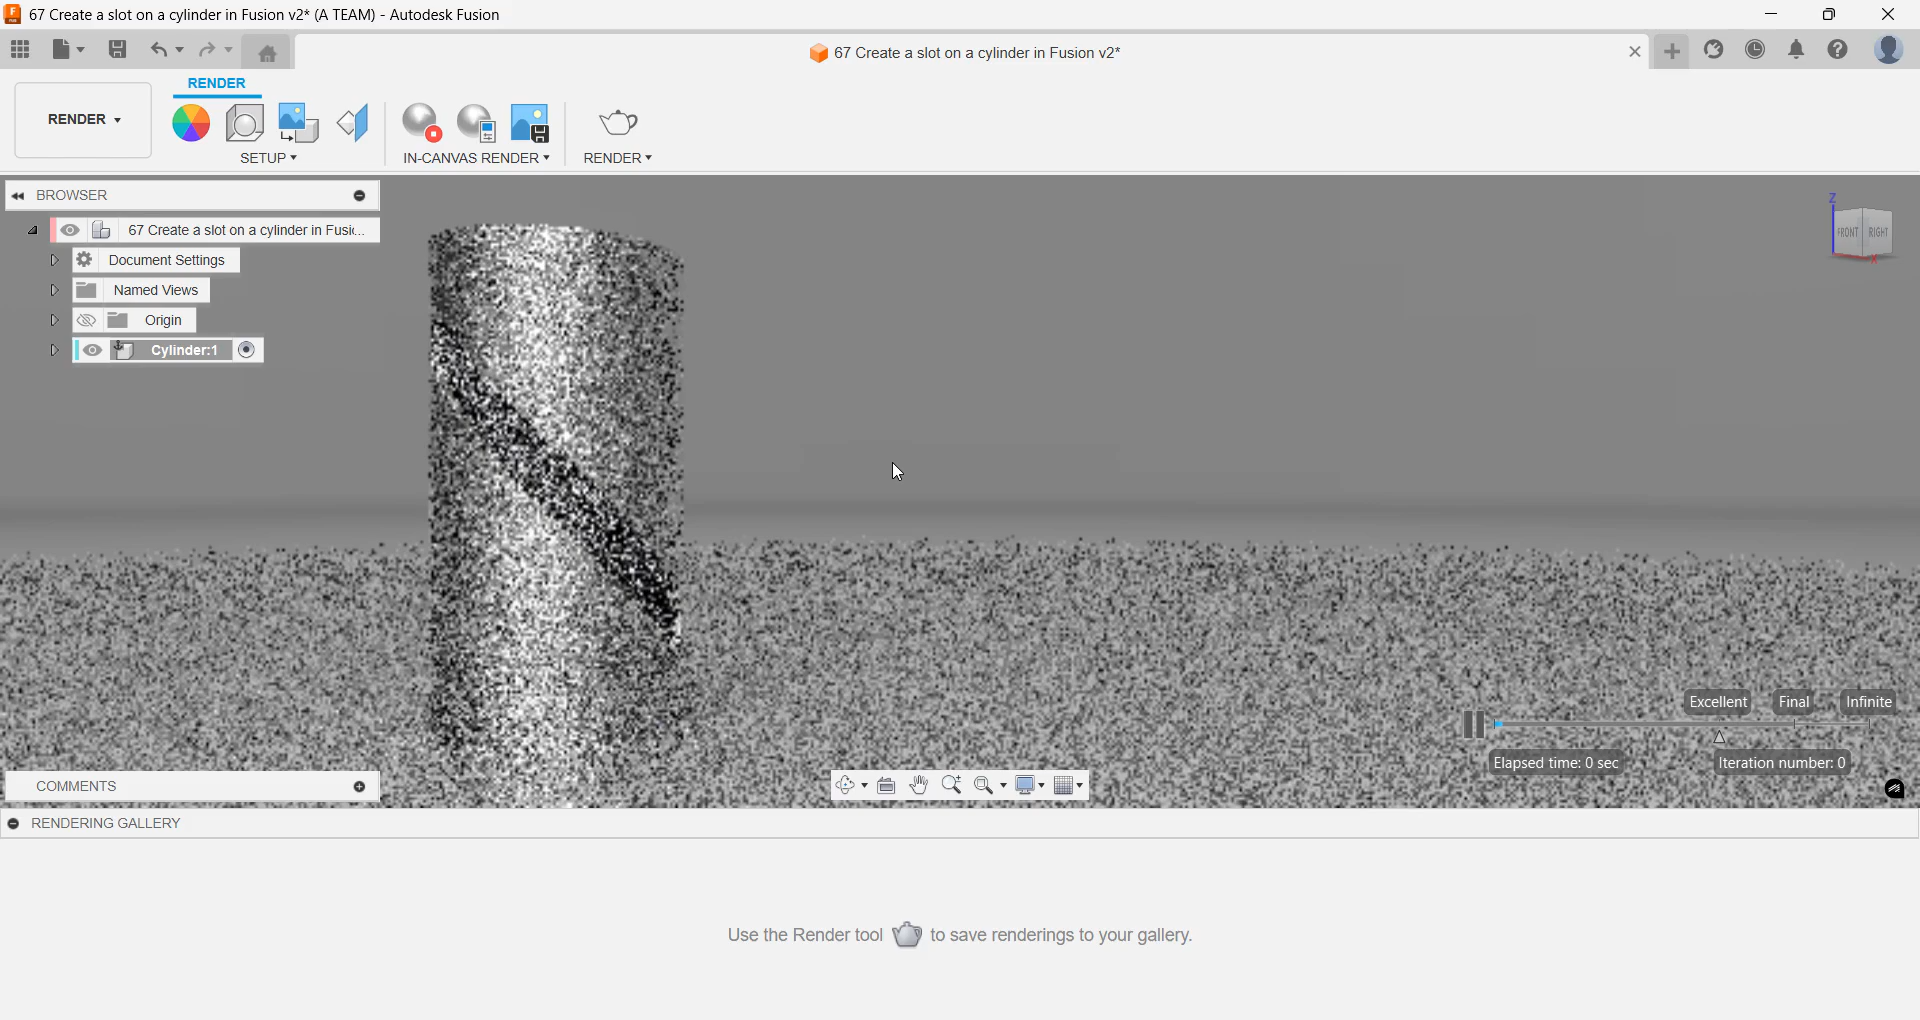 67 Create a slot on a cylinder in Fusion v2* (A TEAM) - Autodesk Fusion
67 Create a slot on a cylinder in Fusion v2*
RENDER
RENDER
SETUP
IN-CANVAS RENDER
RENDER
BROWSER
67 Create a slot on a cylinder in Fusi...
Document Settings
Named Views
Origin
Cylinder:1
Z
FRONT
RIGHT
X
Excellent
Final
Infinite
Elapsed time: 0 sec
Iteration number: 0
COMMENTS
RENDERING GALLERY
Use the Render tool to save renderings to your gallery.